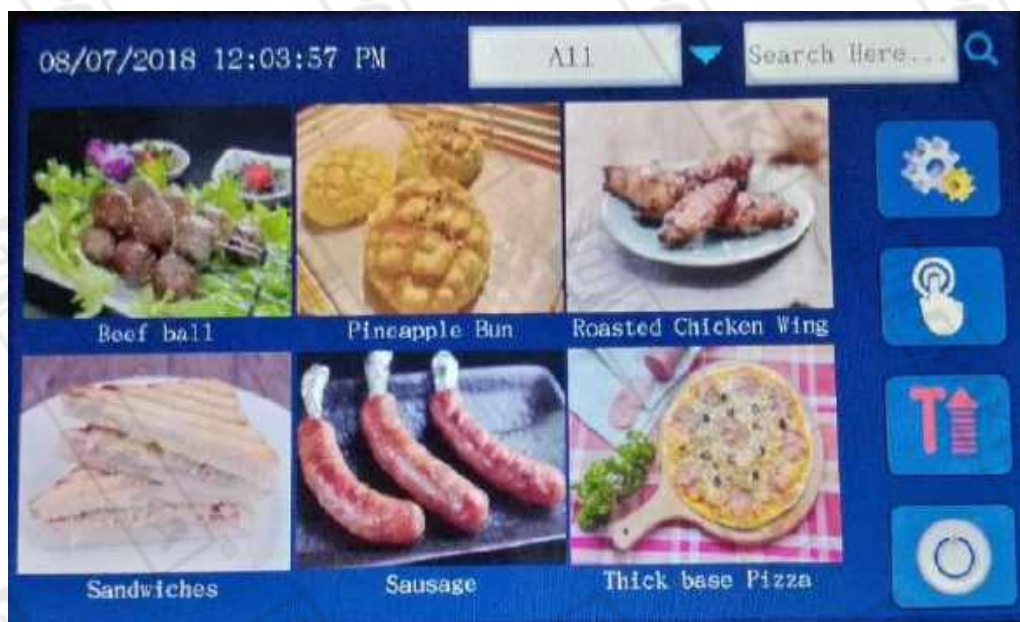 08/07/2018 12:03:57 PM
All
Search Here...
Beef ball
Pineapple Bun
Roasted Chicken Wing
Sandwiches
Sausage
Thick base Pizza
T